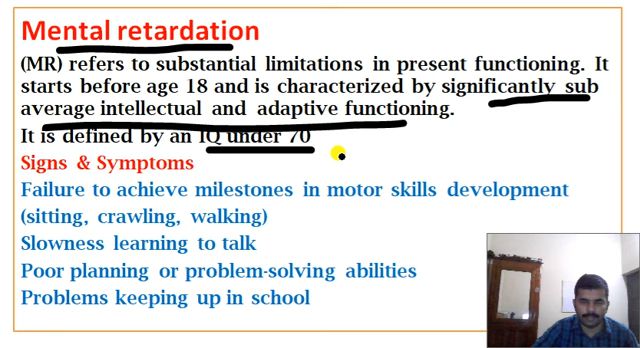 Mental retardation
(MR) refers to substantial limitations in present functioning. It
starts before age 18 and is characterized by significantly sub
average intellectual and adaptive functioning.
It is defined by an IQ under 70
Signs & Symptoms
Failure to achieve milestones in motor skills development
(sitting, crawling, walking)
Slowness learning to talk
Poor planning or problem-solving abilities
Problems keeping up in school